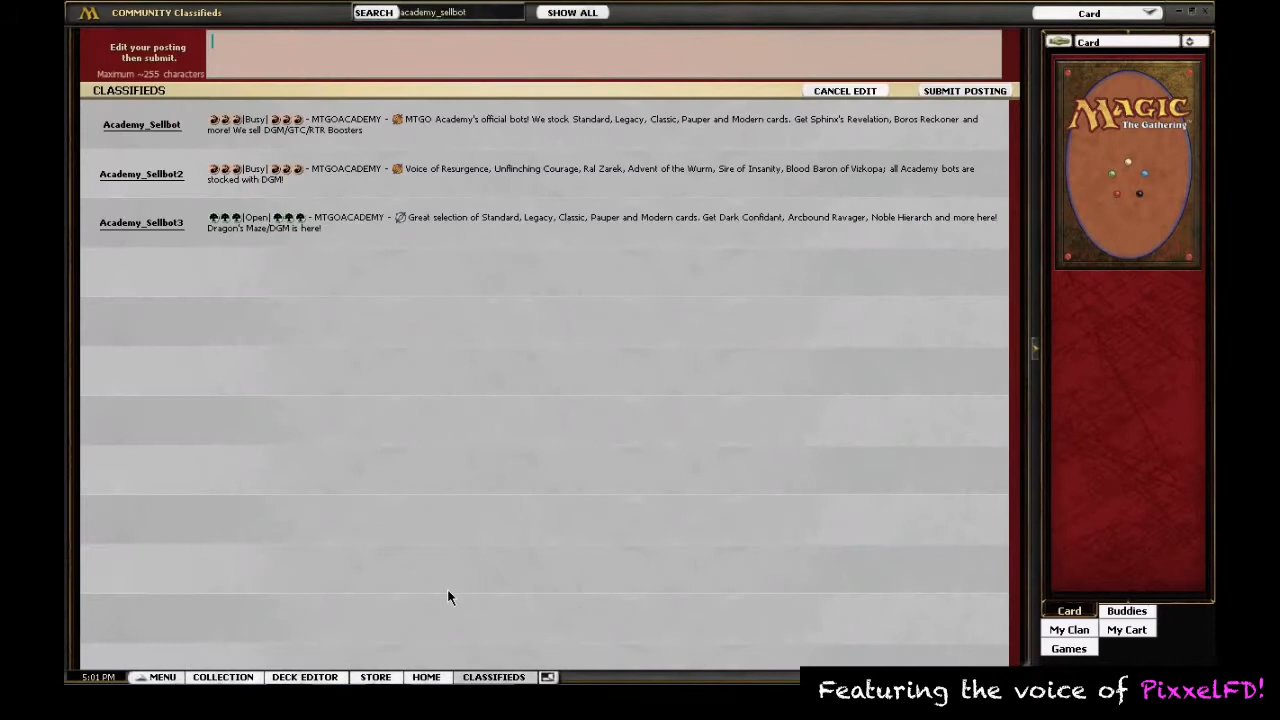 COMMUNITY Classifieds
SEARCH academy_sellbot
SHOW ALL
Card
Edit your posting
then submit.
Maximum ~255 characters
Card
CLASSIFIEDS
CANCEL EDIT
SUBMIT POSTING
MAGIC
The Gathering
Academy_Sellbot
|Busy| - MTGOACADEMY - MTGO Academy's official bots! We stock Standard, Legacy, Classic, Pauper and Modern cards. Get Sphinx's Revelation, Boros Reckoner and
more! We sell DGM/GTC/RTR Boosters
Academy_Sellbot2
|Busy| - MTGOACADEMY - Voice of Resurgence, Unflinching Courage, Ral Zarek, Advent of the Wurm, Sire of Insanity, Blood Baron of Vizkopa; all Academy bots are
stocked with DGM!
Academy_Sellbot3
|Open| - MTGOACADEMY - Great selection of Standard, Legacy, Classic, Pauper and Modern cards. Get Dark Confidant, Arcbound Ravager, Noble Hierarch and more here!
Dragon's Maze/DGM is here!
Card
Buddies
My Clan
My Cart
Games
5:01 PM
MENU
COLLECTION
DECK EDITOR
STORE
HOME
CLASSIFIEDS
Featuring the voice of PixxelFD!